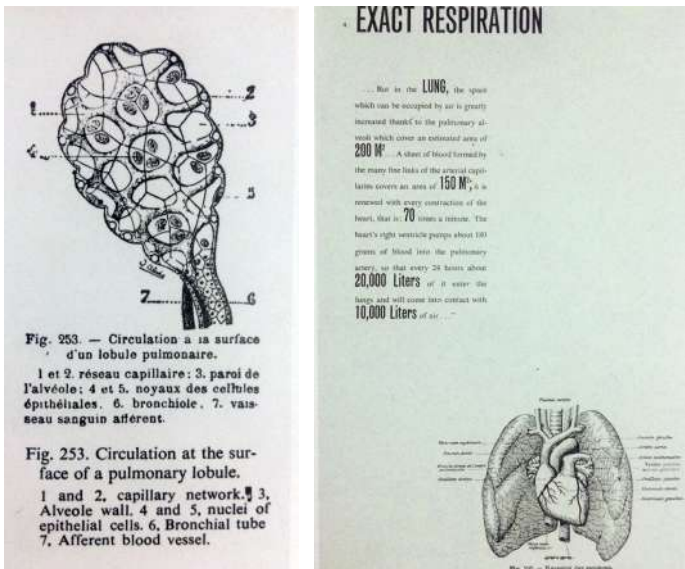 1
2
3
4
5
7
6
Fig. 253. — Circulation à la surface
d'un lobule pulmonaire.
1 et 2. réseau capillaire; 3. paroi de
l'alvéole; 4 et 5. noyaux des cellules
épithéliales. 6. bronchiole, 7. vais-
seau sanguin afférent.
Fig. 253. Circulation at the sur-
face of a pulmonary lobule.
1 and 2, capillary network.¶ 3,
Alveole wall. 4 and 5, nuclei of
epithelial cells. 6, Bronchial tube
7, Afferent blood vessel.
EXACT RESPIRATION
... But in the LUNG, the space
which can be occupied by air is greatly
increased thanks to the pulmonary al-
veoli which cover an estimated area of
200 M² ... A sheet of blood formed by
the many fine links of the arterial capil-
laries covers an area of 150 M²; it is
renewed with every contraction of the
heart, that is: 70 times a minute. The
heart's right ventricle pumps about 180
grams of blood into the pulmonary
artery, so that every 24 hours about
20,000 Liters of it enter the
lungs and will come into contact with
10,000 Liters of air ..."